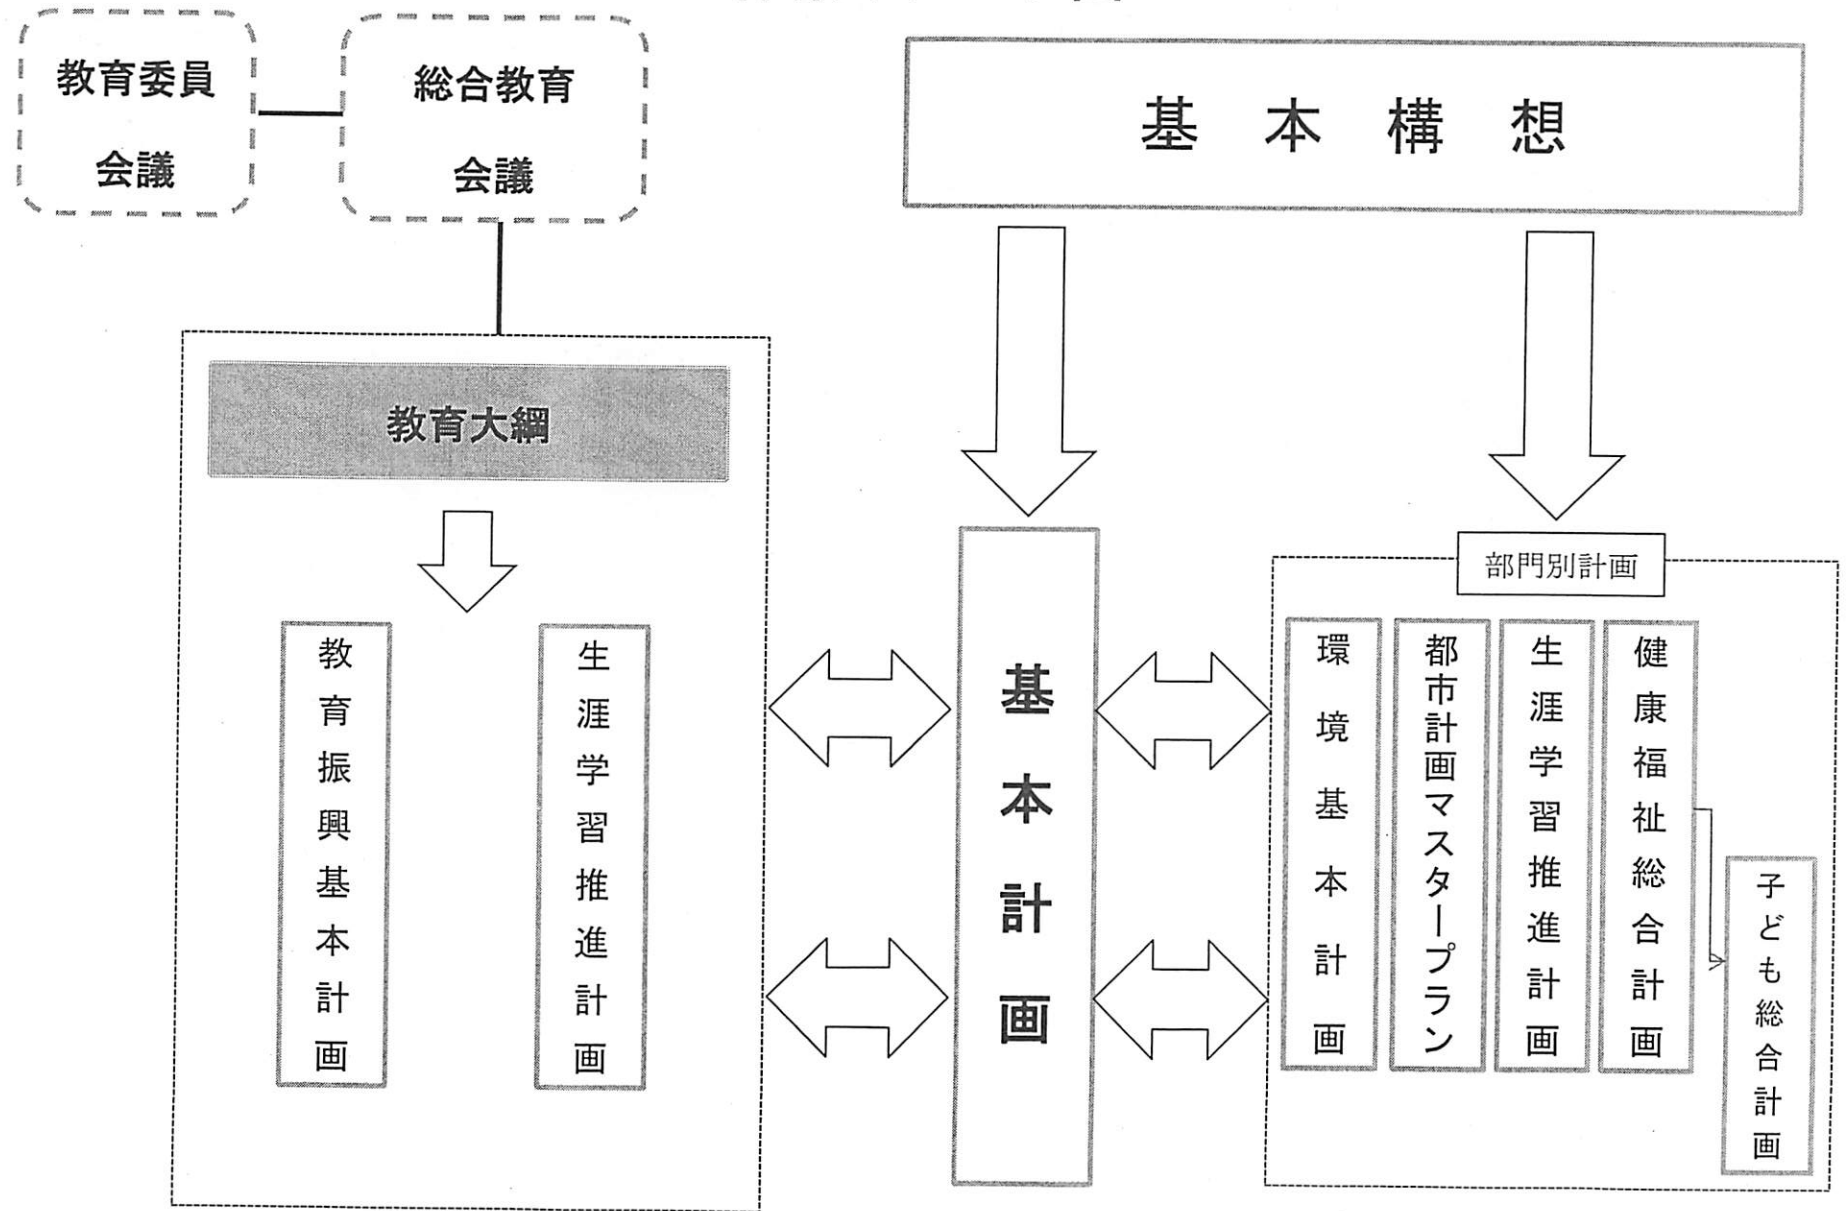 教育委員
会議
総合教育
会議
基本構想
教育大綱
教育振興基本計画
生涯学習推進計画
基本計画
部門別計画
環境基本計画
都市計画マスタープラン
生涯学習推進計画
健康福祉総合計画
子ども総合計画